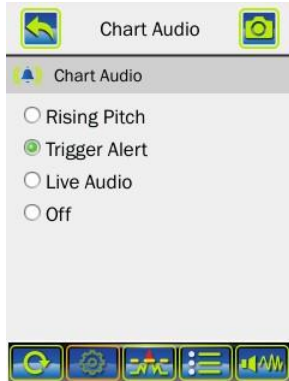 Chart Audio
Chart Audio
Rising Pitch
Trigger Alert
Live Audio
Off